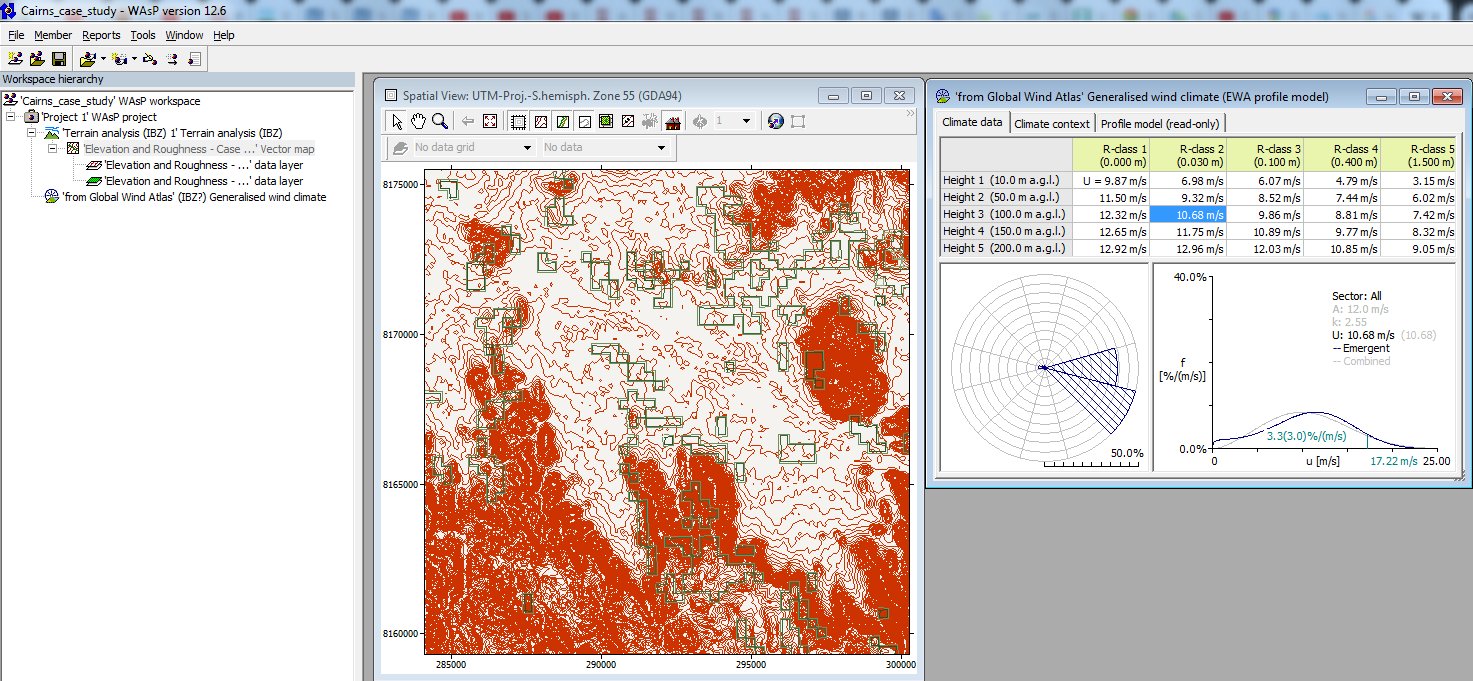 Cairns_case_study - WAsP version 12.6
File Member Reports Tools Window Help
Workspace hierarchy
'Cairns_case_study' WAsP workspace
'Project 1' WAsP project
'Terrain analysis (IBZ) 1' Terrain analysis (IBZ)
'Elevation and Roughness - Case ...' Vector map
'Elevation and Roughness - ...' data layer
'Elevation and Roughness - ...' data layer
'from Global Wind Atlas' (IBZ?) Generalised wind climate
Spatial View: UTM-Proj.-S.hemisph. Zone 55 (GDA94)
1
No data grid No data
8175000
8170000
8165000
8160000
285000 290000 295000 300000
'from Global Wind Atlas' Generalised wind climate (EWA profile model)
Climate data Climate context Profile model (read-only)
R-class 1 R-class 2 R-class 3 R-class 4 R-class 5
(0.000 m) (0.030 m) (0.100 m) (0.400 m) (1.500 m)
Height 1 (10.0 m a.g.l.) U = 9.87 m/s 6.98 m/s 6.07 m/s 4.79 m/s 3.15 m/s
Height 2 (50.0 m a.g.l.) 11.50 m/s 9.32 m/s 8.52 m/s 7.44 m/s 6.02 m/s
Height 3 (100.0 m a.g.l.) 12.32 m/s 10.68 m/s 9.86 m/s 8.81 m/s 7.42 m/s
Height 4 (150.0 m a.g.l.) 12.65 m/s 11.75 m/s 10.89 m/s 9.77 m/s 8.32 m/s
Height 5 (200.0 m a.g.l.) 12.92 m/s 12.96 m/s 12.03 m/s 10.85 m/s 9.05 m/s
50.0%
40.0%
Sector: All
A: 12.0 m/s
k: 2.55
U: 10.68 m/s (10.68)
- Emergent
-- Combined
f
[%/(m/s)]
3.3(3.0)%/(m/s)
0.0%
0 u [m/s] 17.22 m/s 25.00